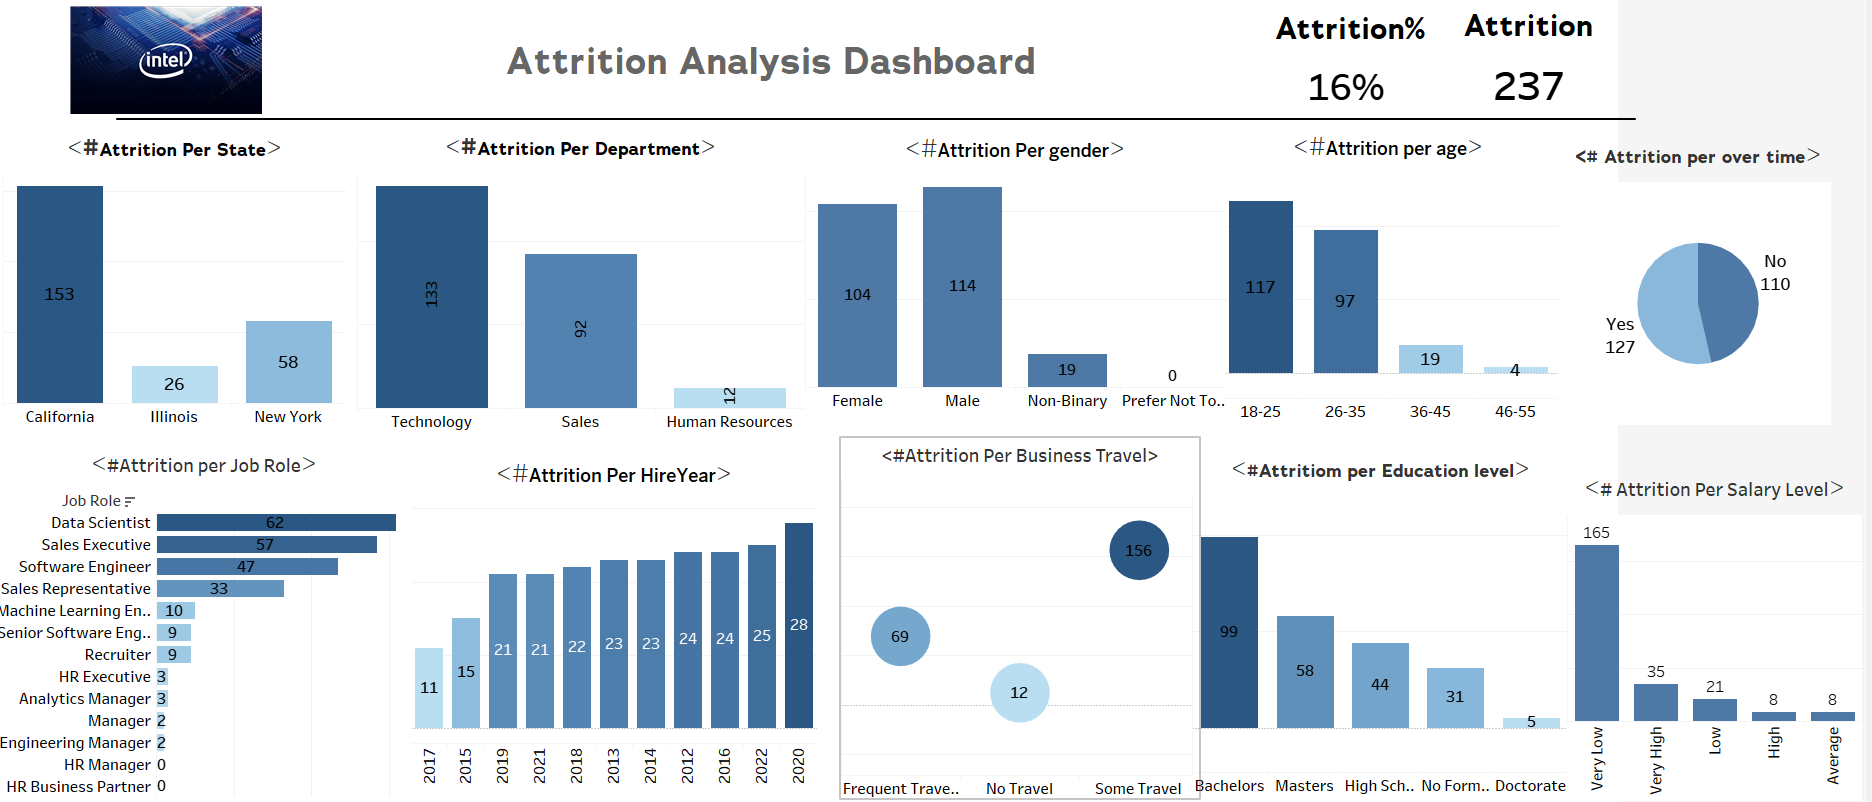 intel
Attrition Analysis Dashboard
Attrition%
16%
Attrition
237
<#Attrition Per State>
153
26
58
California Illinois New York
<#Attrition Per Department>
133
92
12
Technology Sales Human Resources
<#Attrition Per gender>
104
114
19
0
Female Male Non-Binary Prefer Not To..
<#Attrition per age>
117
97
19
4
18-25 26-35 36-45 46-55
<# Attrition per over time>
No
110
Yes
127
<#Attrition per Job Role>
Job Role
Data Scientist 62
Sales Executive 57
Software Engineer 47
Sales Representative 33
Machine Learning En.. 10
Senior Software Eng.. 9
Recruiter 9
HR Executive 3
Analytics Manager 3
Manager 2
Engineering Manager 2
HR Manager 0
HR Business Partner 0
<#Attrition Per HireYear>
11 15 21 21 22 23 23 24 24 25 28
2017 2015 2019 2021 2018 2013 2014 2012 2016 2022 2020
<#Attrition Per Business Travel>
69
12
156
Frequent Trave.. No Travel Some Travel
<#Attritiom per Education level>
99
58
44
31
5
Bachelors Masters High Sch.. No Form.. Doctorate
<# Attrition Per Salary Level>
165
35
21
8
8
Very Low Very High Low High Average